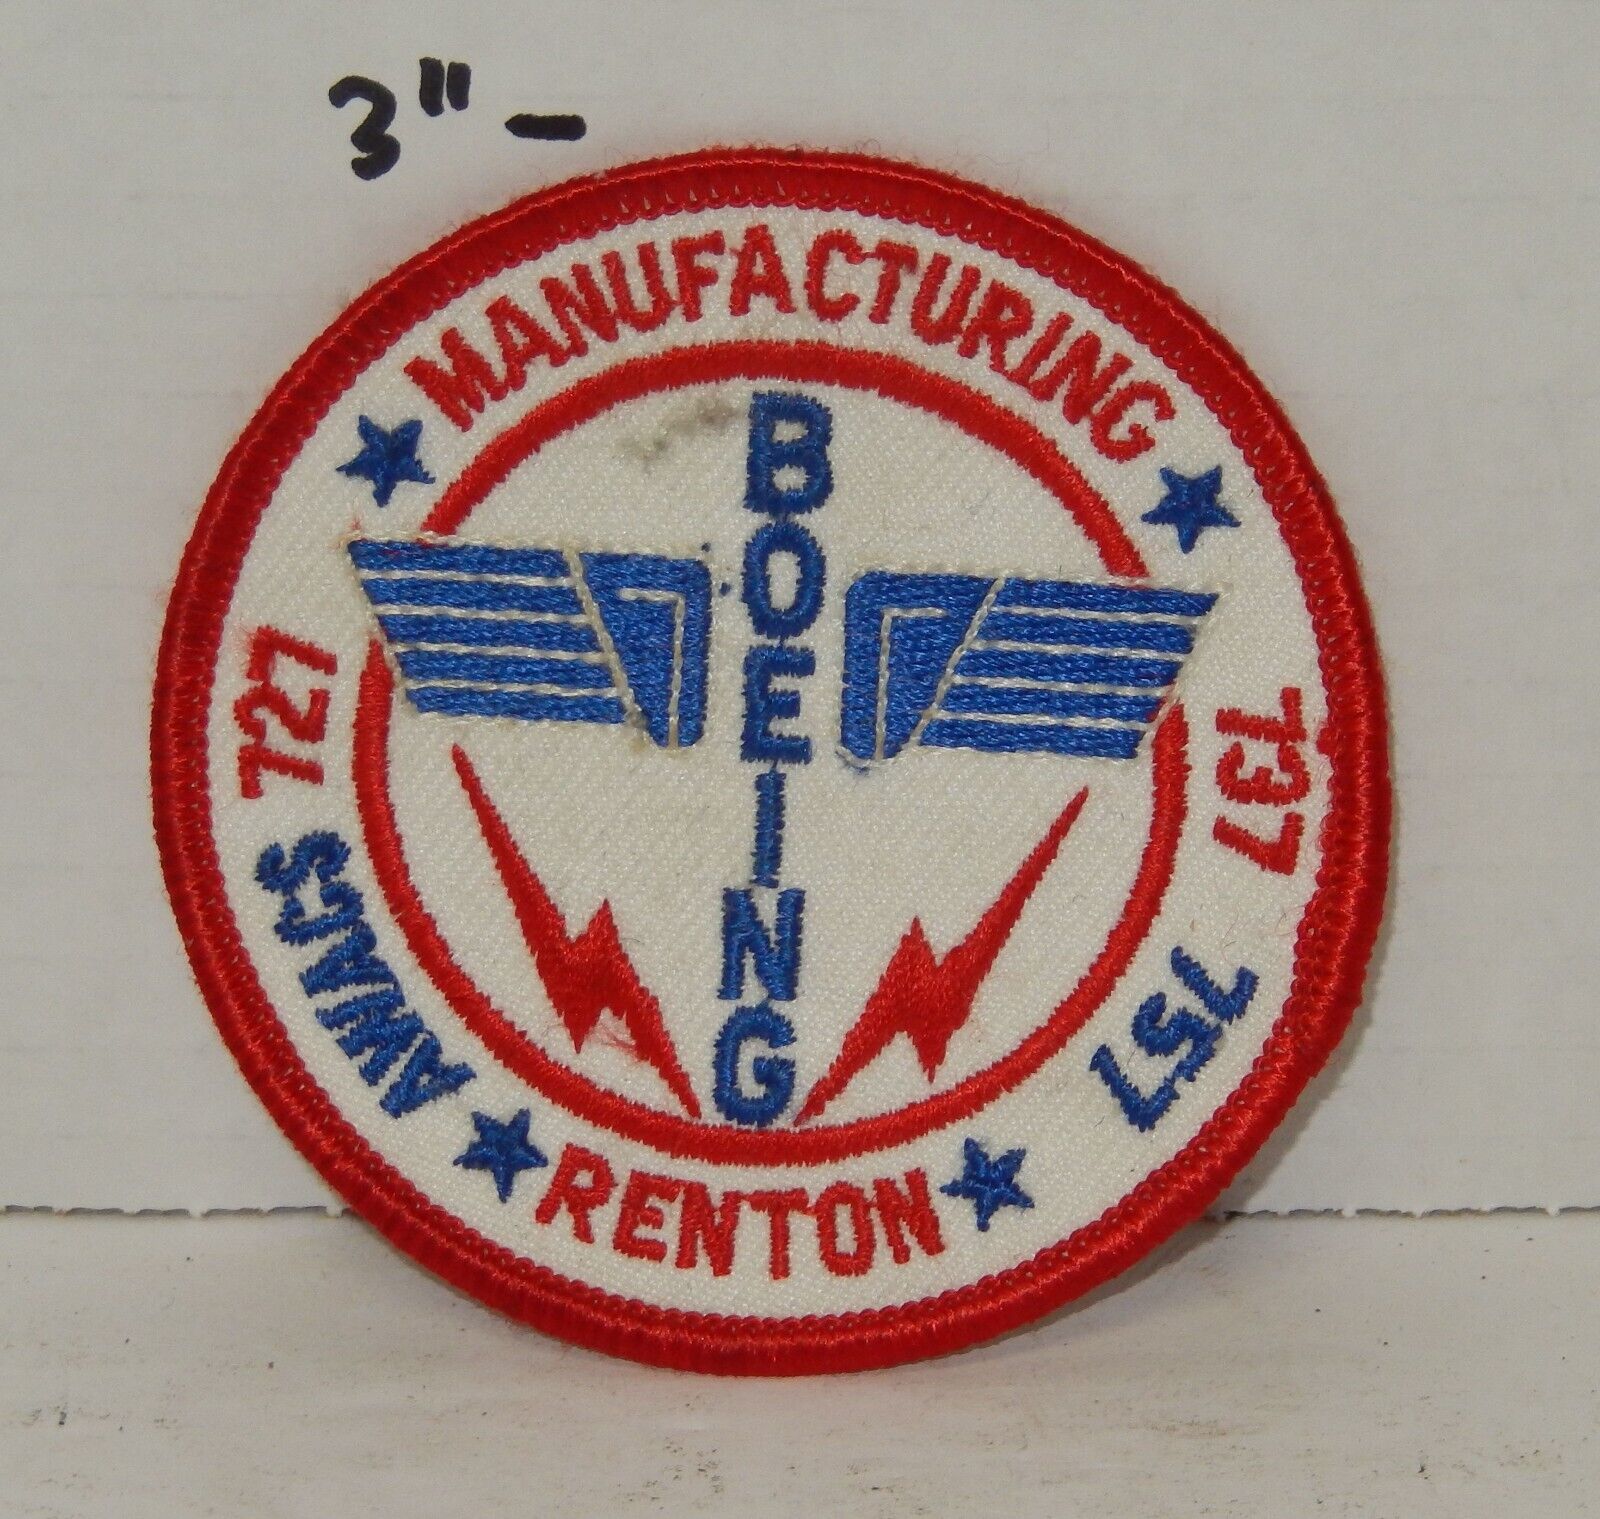 3" -
MANUFACTURING
BOEING
727
737
AWACS
757
RENTON